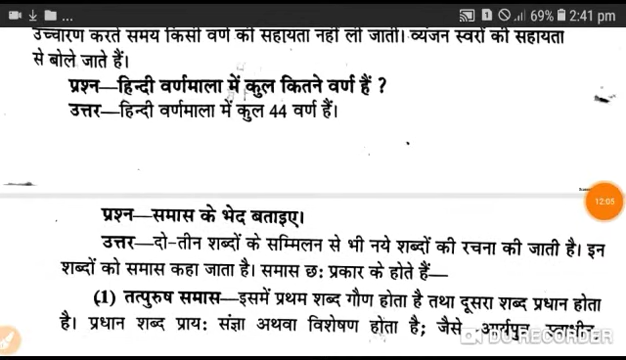 69% 2:41 pm
उच्चारण करते समय किसी वर्ण की सहायता नहीं ली जाती। व्यंजन स्वरों की सहायता
से बोले जाते हैं।
प्रश्न—हिन्दी वर्णमाला में कुल कितने वर्ण हैं ?
उत्तर—हिन्दी वर्णमाला में कुल 44 वर्ण हैं।
12:05
प्रश्न—समास के भेद बताइए।
उत्तर—दो-तीन शब्दों के सम्मिलन से भी नये शब्दों की रचना की जाती है। इन
शब्दों को समास कहा जाता है। समास छः प्रकार के होते हैं—
(1) तत्पुरुष समास—इसमें प्रथम शब्द गौण होता है तथा दूसरा शब्द प्रधान होता
है। प्रधान शब्द प्रायः संज्ञा अथवा विशेषण होता है; जैसे—आर्यपुत्र, स्वाधीन,
DU RECORDER